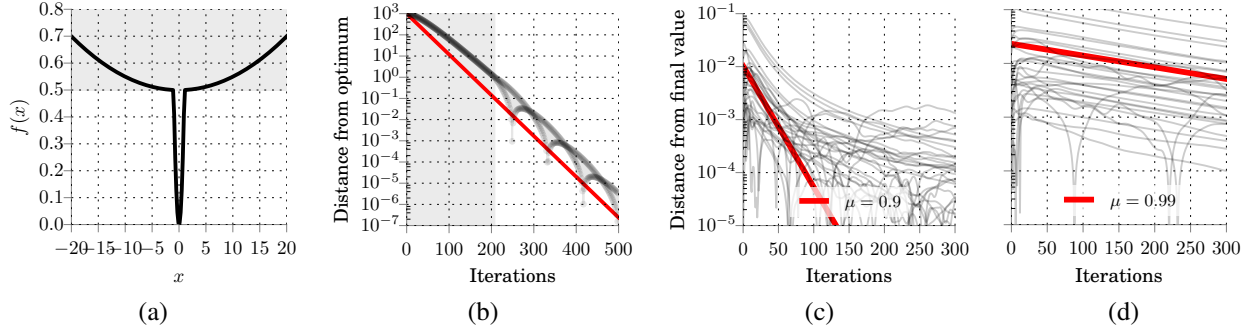 0.8
0.7
0.6
0.5
0.4
0.3
0.2
0.1
0.0
f(x)
−20 −15 −10 −5 0 5 10 15 20
x
(a)
10^3
10^2
10^1
10^0
10^−1
10^−2
10^−3
10^−4
10^−5
10^−6
10^−7
Distance from optimum
0 100 200 300 400 500
Iterations
(b)
10^−1
10^−2
10^−3
10^−4
10^−5
Distance from final value
μ = 0.9
0 50 100 150 200 250 300
Iterations
(c)
μ = 0.99
0 50 100 150 200 250 300
Iterations
(d)